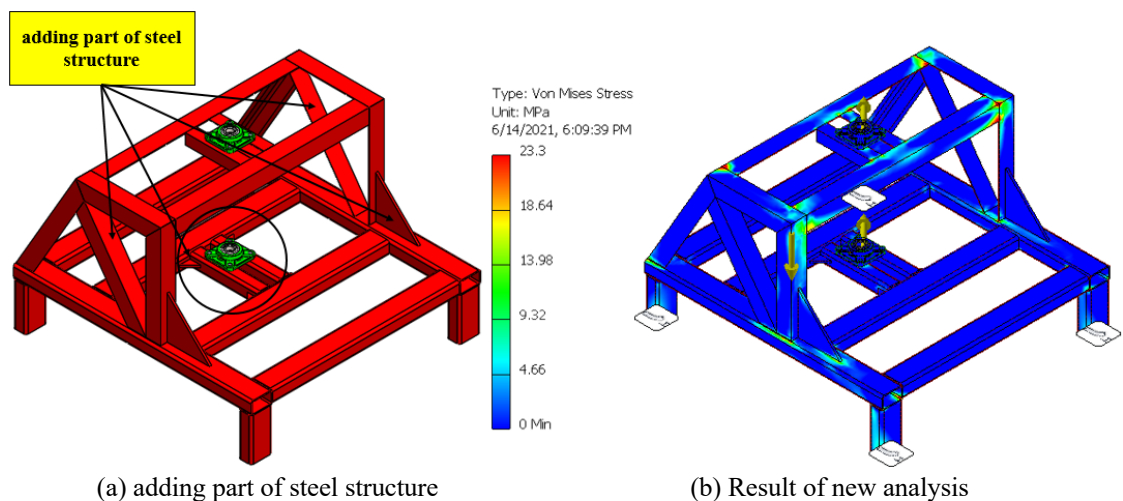 adding part of steel
structure
Type: Von Mises Stress
Unit: MPa
6/14/2021, 6:09:39 PM
23.3
18.64
13.98
9.32
4.66
0 Min
(a) adding part of steel structure
(b) Result of new analysis